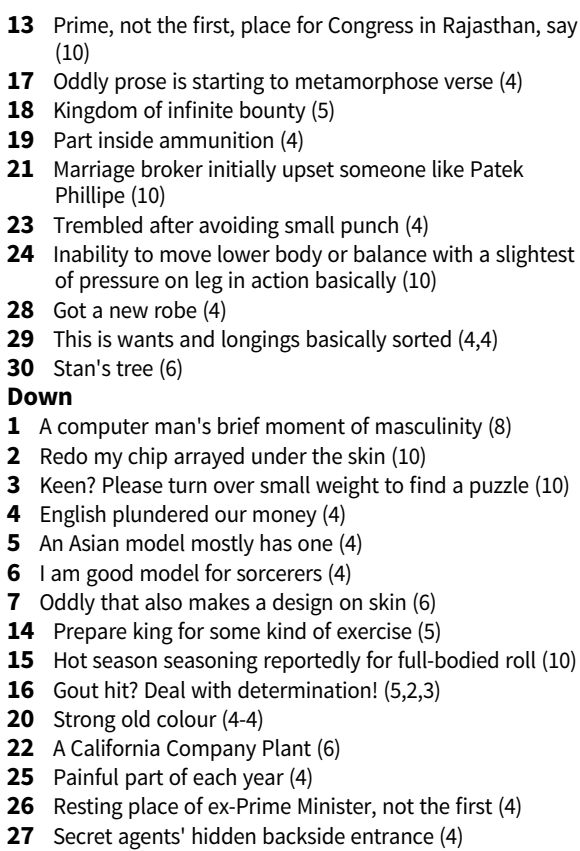 13 Prime, not the first, place for Congress in Rajasthan, say
(10)
17 Oddly prose is starting to metamorphose verse (4)
18 Kingdom of infinite bounty (5)
19 Part inside ammunition (4)
21 Marriage broker initially upset someone like Patek
Phillipe (10)
23 Trembled after avoiding small punch (4)
24 Inability to move lower body or balance with a slightest
of pressure on leg in action basically (10)
28 Got a new robe (4)
29 This is wants and longings basically sorted (4,4)
30 Stan's tree (6)
Down
1 A computer man's brief moment of masculinity (8)
2 Redo my chip arrayed under the skin (10)
3 Keen? Please turn over small weight to find a puzzle (10)
4 English plundered our money (4)
5 An Asian model mostly has one (4)
6 I am good model for sorcerers (4)
7 Oddly that also makes a design on skin (6)
14 Prepare king for some kind of exercise (5)
15 Hot season seasoning reportedly for full-bodied roll (10)
16 Gout hit? Deal with determination! (5,2,3)
20 Strong old colour (4-4)
22 A California Company Plant (6)
25 Painful part of each year (4)
26 Resting place of ex-Prime Minister, not the first (4)
27 Secret agents' hidden backside entrance (4)